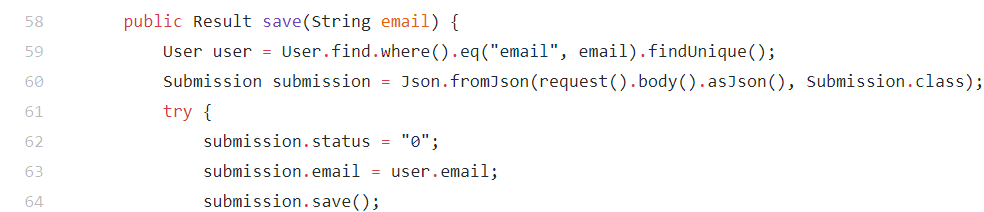 58 public Result save(String email) {
59 User user = User.find.where().eq("email", email).findUnique();
60 Submission submission = Json.fromJson(request().body().asJson(), Submission.class);
61 try {
62 submission.status = "0";
63 submission.email = user.email;
64 submission.save();